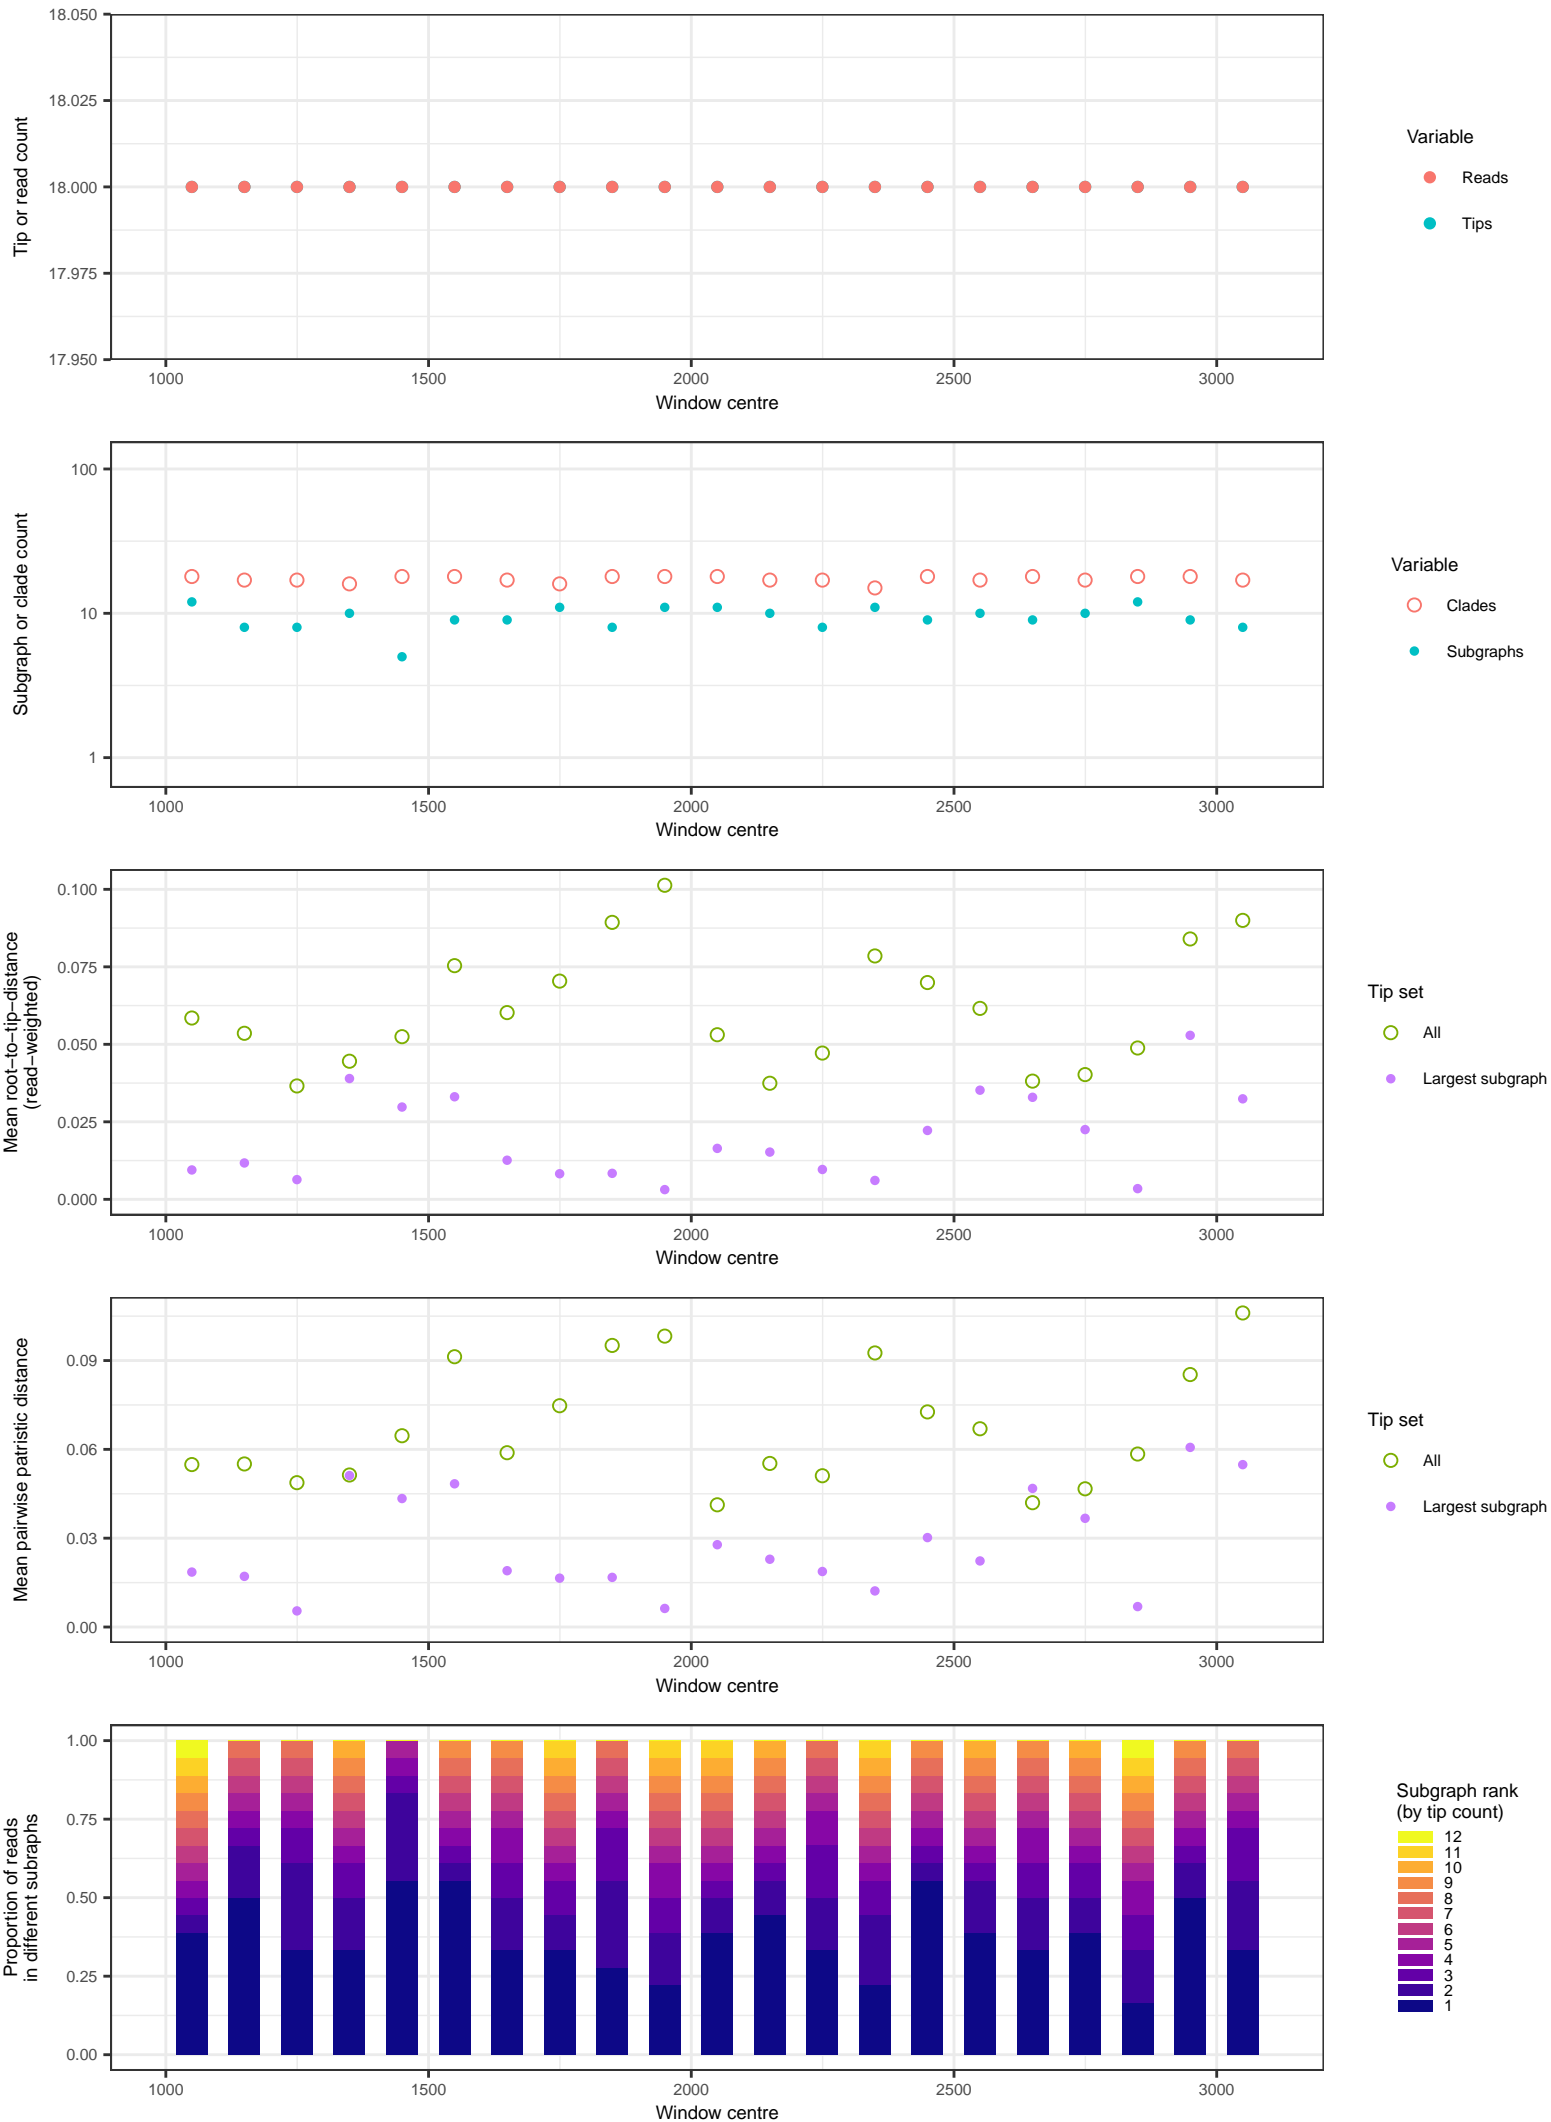 18.050
18.025
18.000
17.975
17.950
Tip or read count
1000 1500 2000 2500 3000
Window centre
Variable
Reads
Tips
100
10
1
Subgraph or clade count
1000 1500 2000 2500 3000
Window centre
Variable
Clades
Subgraphs
0.100
0.075
0.050
0.025
0.000
Mean root−to−tip−distance
(read−weighted)
1000 1500 2000 2500 3000
Window centre
Tip set
All
Largest subgraph
0.09
0.06
0.03
0.00
Mean pairwise patristic distance
1000 1500 2000 2500 3000
Window centre
Tip set
All
Largest subgraph
1.00
0.75
0.50
0.25
0.00
Proportion of reads
in different subraphs
1000 1500 2000 2500 3000
Window centre
Subgraph rank
(by tip count)
12
11
10
9
8
7
6
5
4
3
2
1